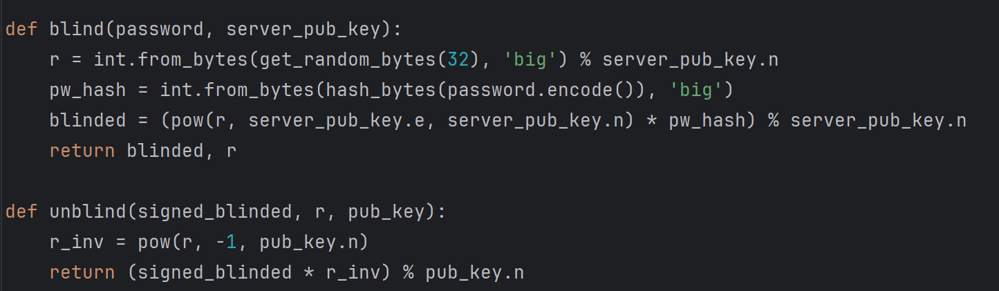 def blind(password, server_pub_key):
    r = int.from_bytes(get_random_bytes(32), 'big') % server_pub_key.n
    pw_hash = int.from_bytes(hash_bytes(password.encode()), 'big')
    blinded = (pow(r, server_pub_key.e, server_pub_key.n) * pw_hash) % server_pub_key.n
    return blinded, r

def unblind(signed_blinded, r, pub_key):
    r_inv = pow(r, -1, pub_key.n)
    return (signed_blinded * r_inv) % pub_key.n